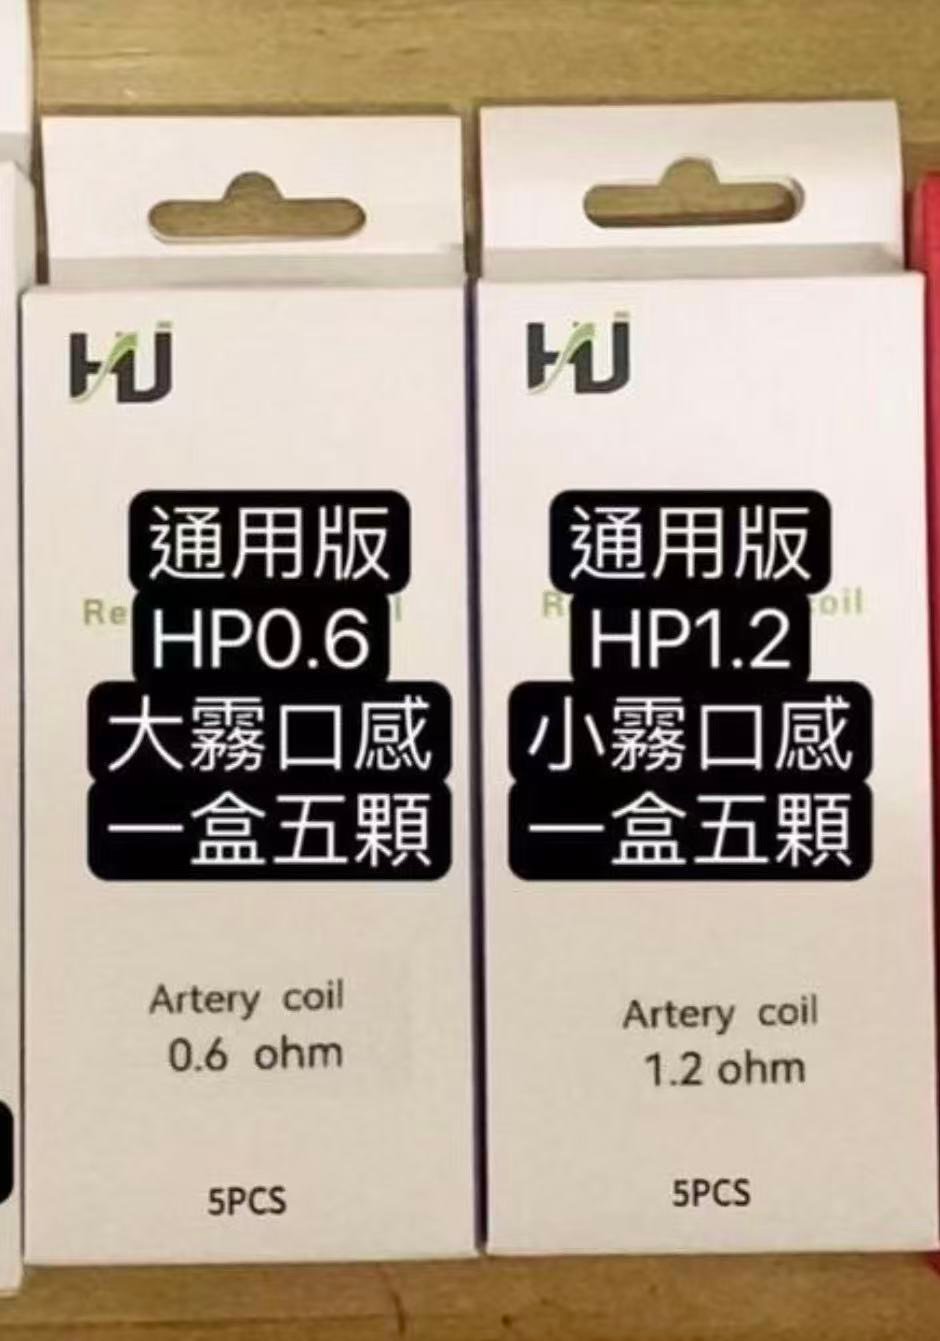 HJ
通用版
HP0.6
大霧口感
一盒五顆
Artery coil
0.6 ohm
5PCS
HJ
通用版
HP1.2
小霧口感
一盒五顆
coil
Artery coil
1.2 ohm
5PCS